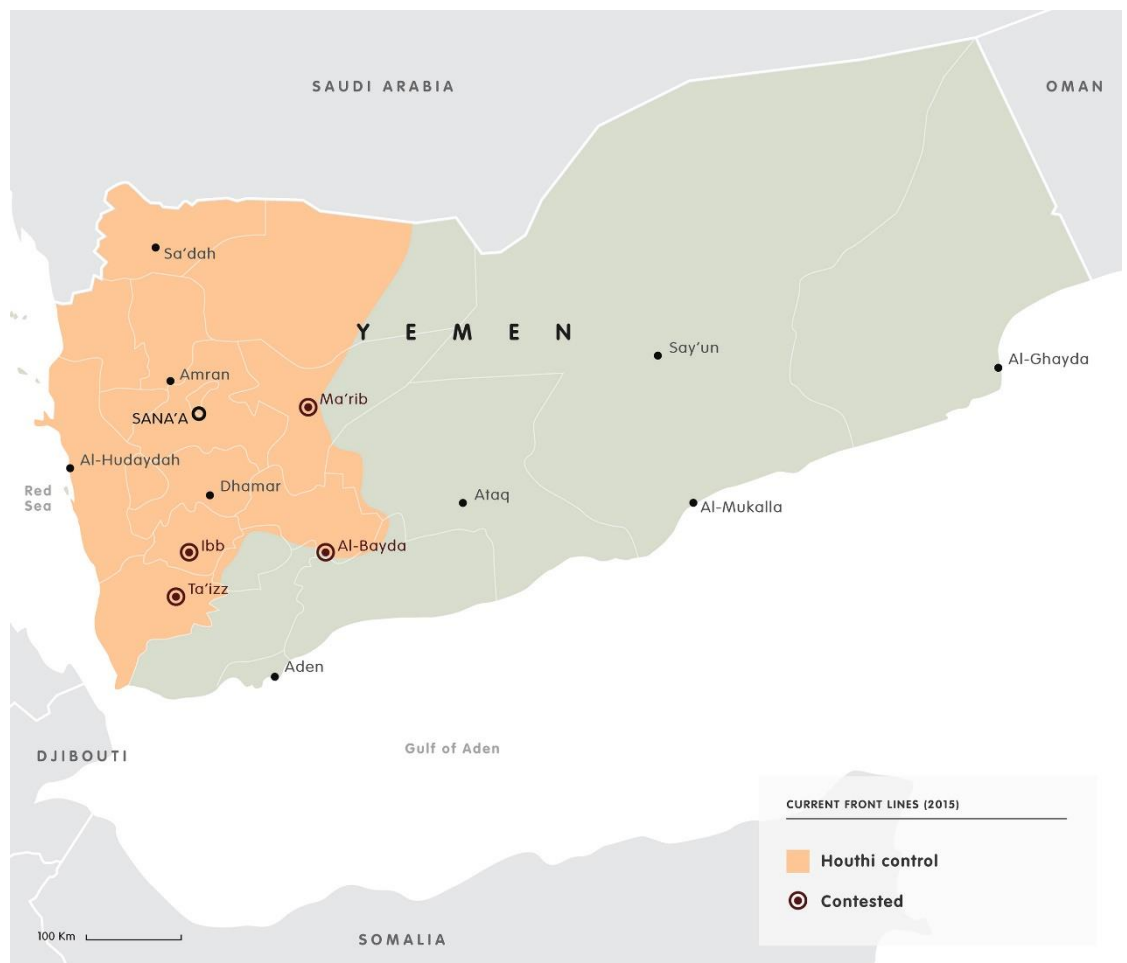 SAUDI ARABIA
OMAN
Sa'dah
YEMEN
Say'un
Al-Ghayda
Amran
Ma'rib
SANA'A
Al-Hudaydah
Red
Sea
Dhamar
Ataq
Al-Mukalla
Ibb
Al-Bayda
Ta'izz
Aden
Gulf of Aden
DJIBOUTI
CURRENT FRONT LINES (2015)
Houthi control
Contested
100 Km
SOMALIA